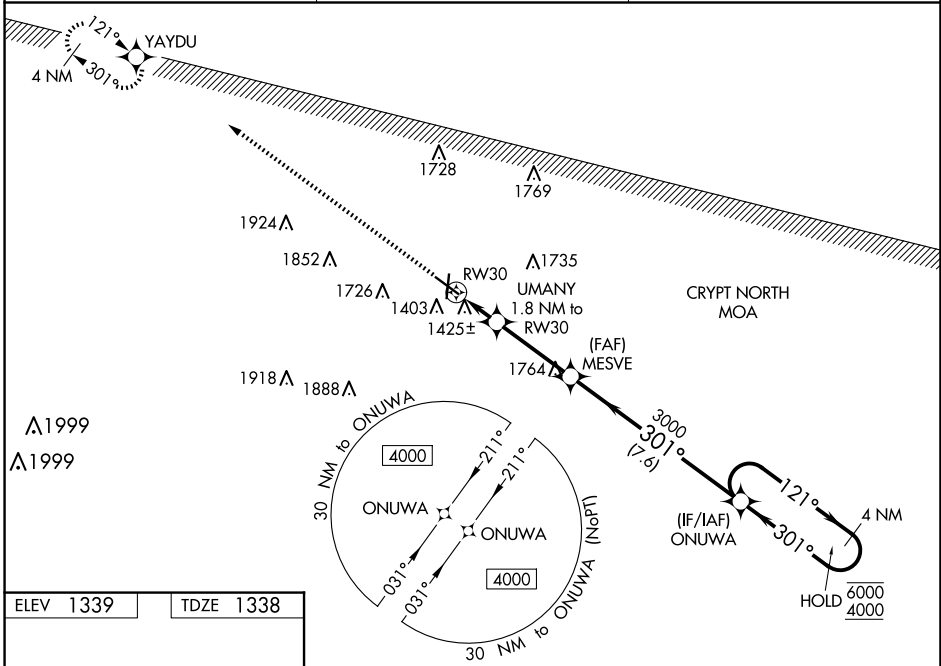 121°
YAYDU
4 NM
301°
1728
1769
1924
1852
1735
RW30
1726
UMANY
1.8 NM to
RW30
1403
1425±
CRYPT NORTH
MOA
(FAF)
MESVE
1764
1918
1888
1999
1999
3000
301°
(7.6)
30 NM to ONUWA
4000
211°
211°
ONUWA
ONUWA
031°
031°
4000
30 NM to ONUWA (NoPT)
121°
4 NM
(IF/IAF)
ONUWA
301°
HOLD 6000
4000
ELEV 1339
TDZE 1338